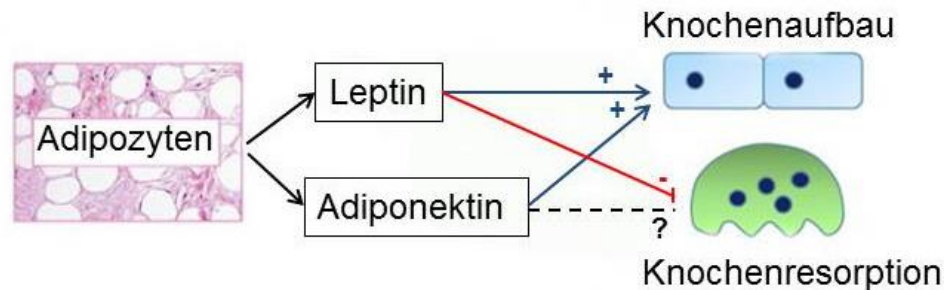 Knochenaufbau
+
Leptin
+
Adipozyten
-
Adiponektin
?
Knochenresorption